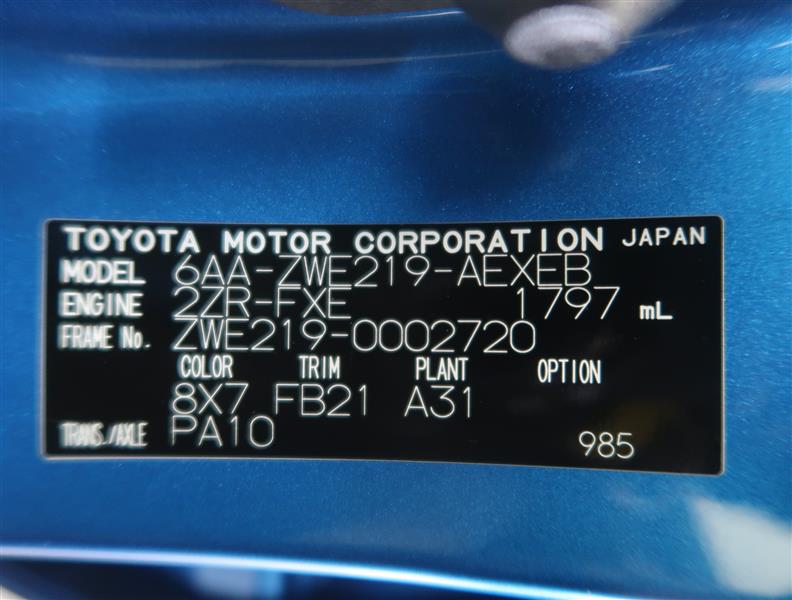 TOYOTA MOTOR CORPORATION JAPAN
MODEL 6AA-ZWE219-AEXEB
ENGINE 2ZR-FXE 1797 mL
FRAME No. ZWE219-0002720
COLOR TRIM PLANT OPTION
8X7 FB21 A31
TRANS./AXLE PA10 985